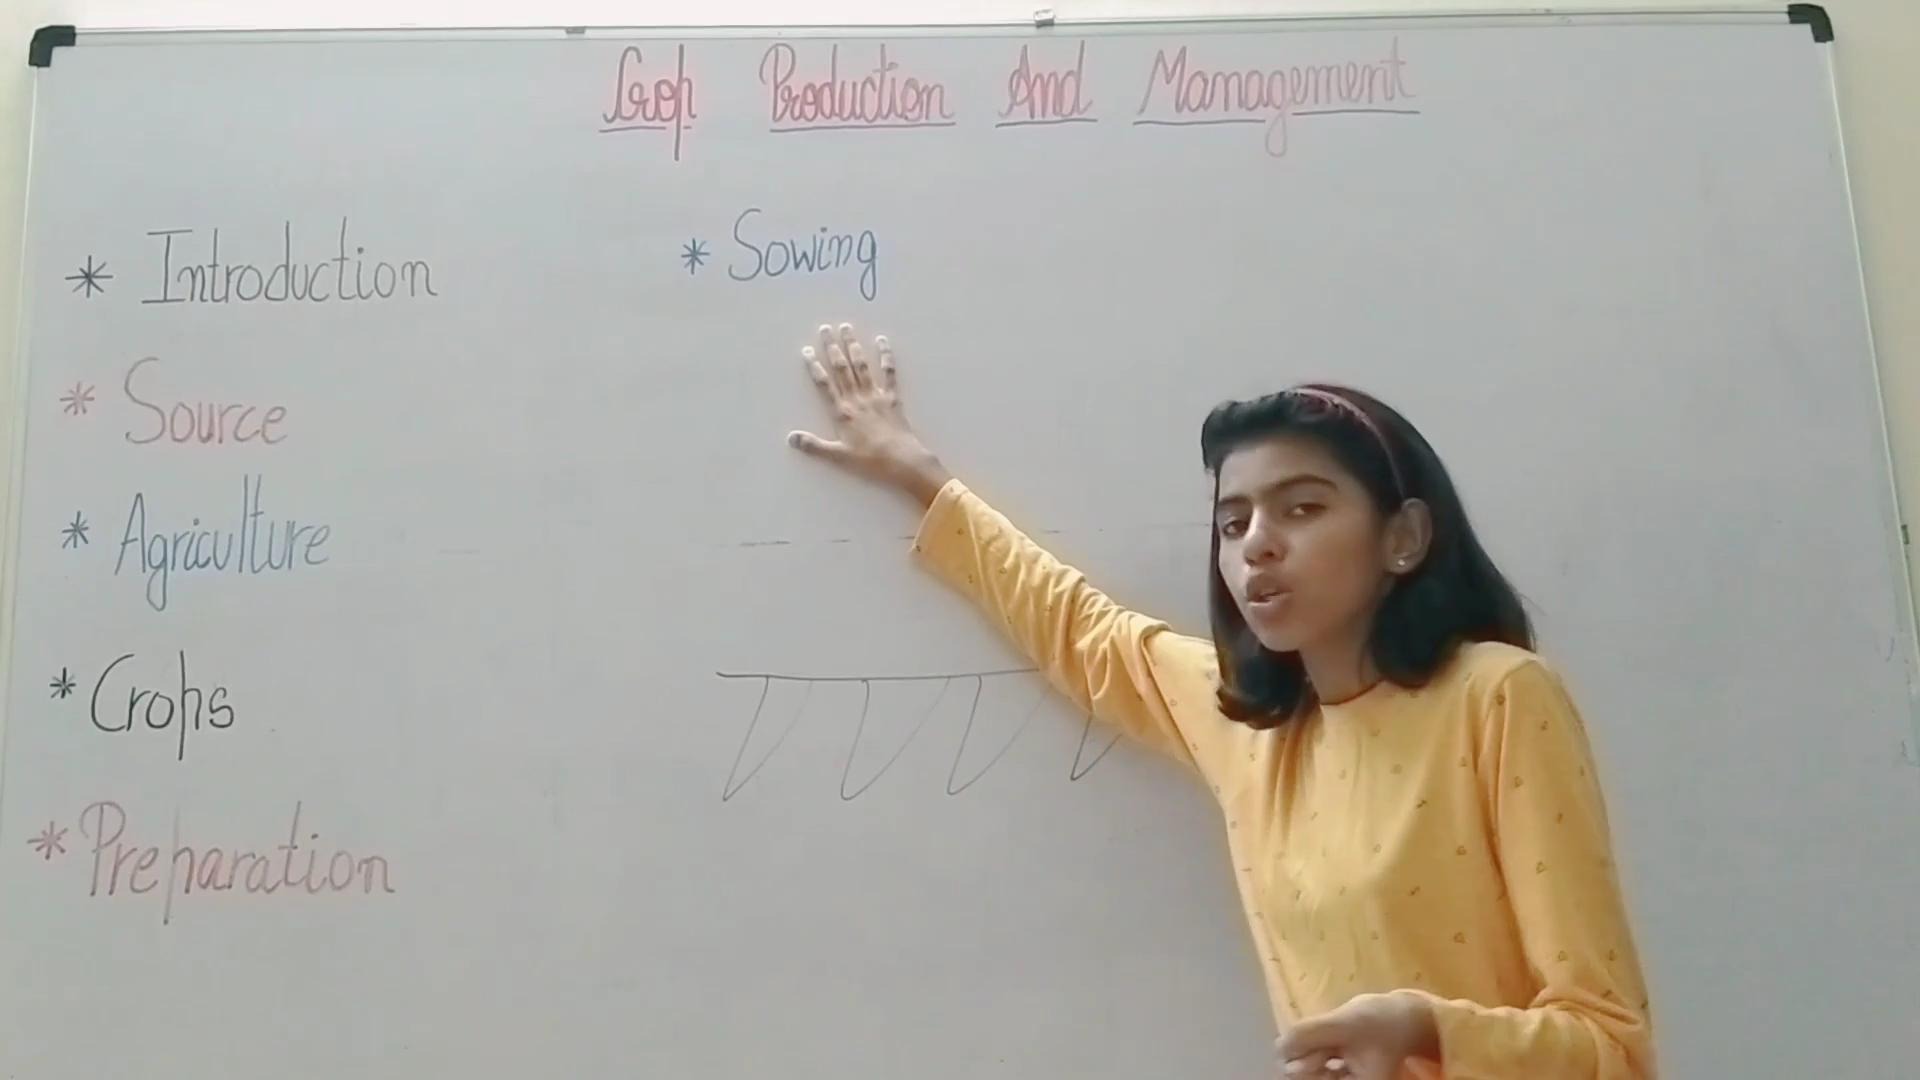 Crop Production And Management
* Introduction
* Source
* Agriculture
* Crops
* Preparation
* Sowing